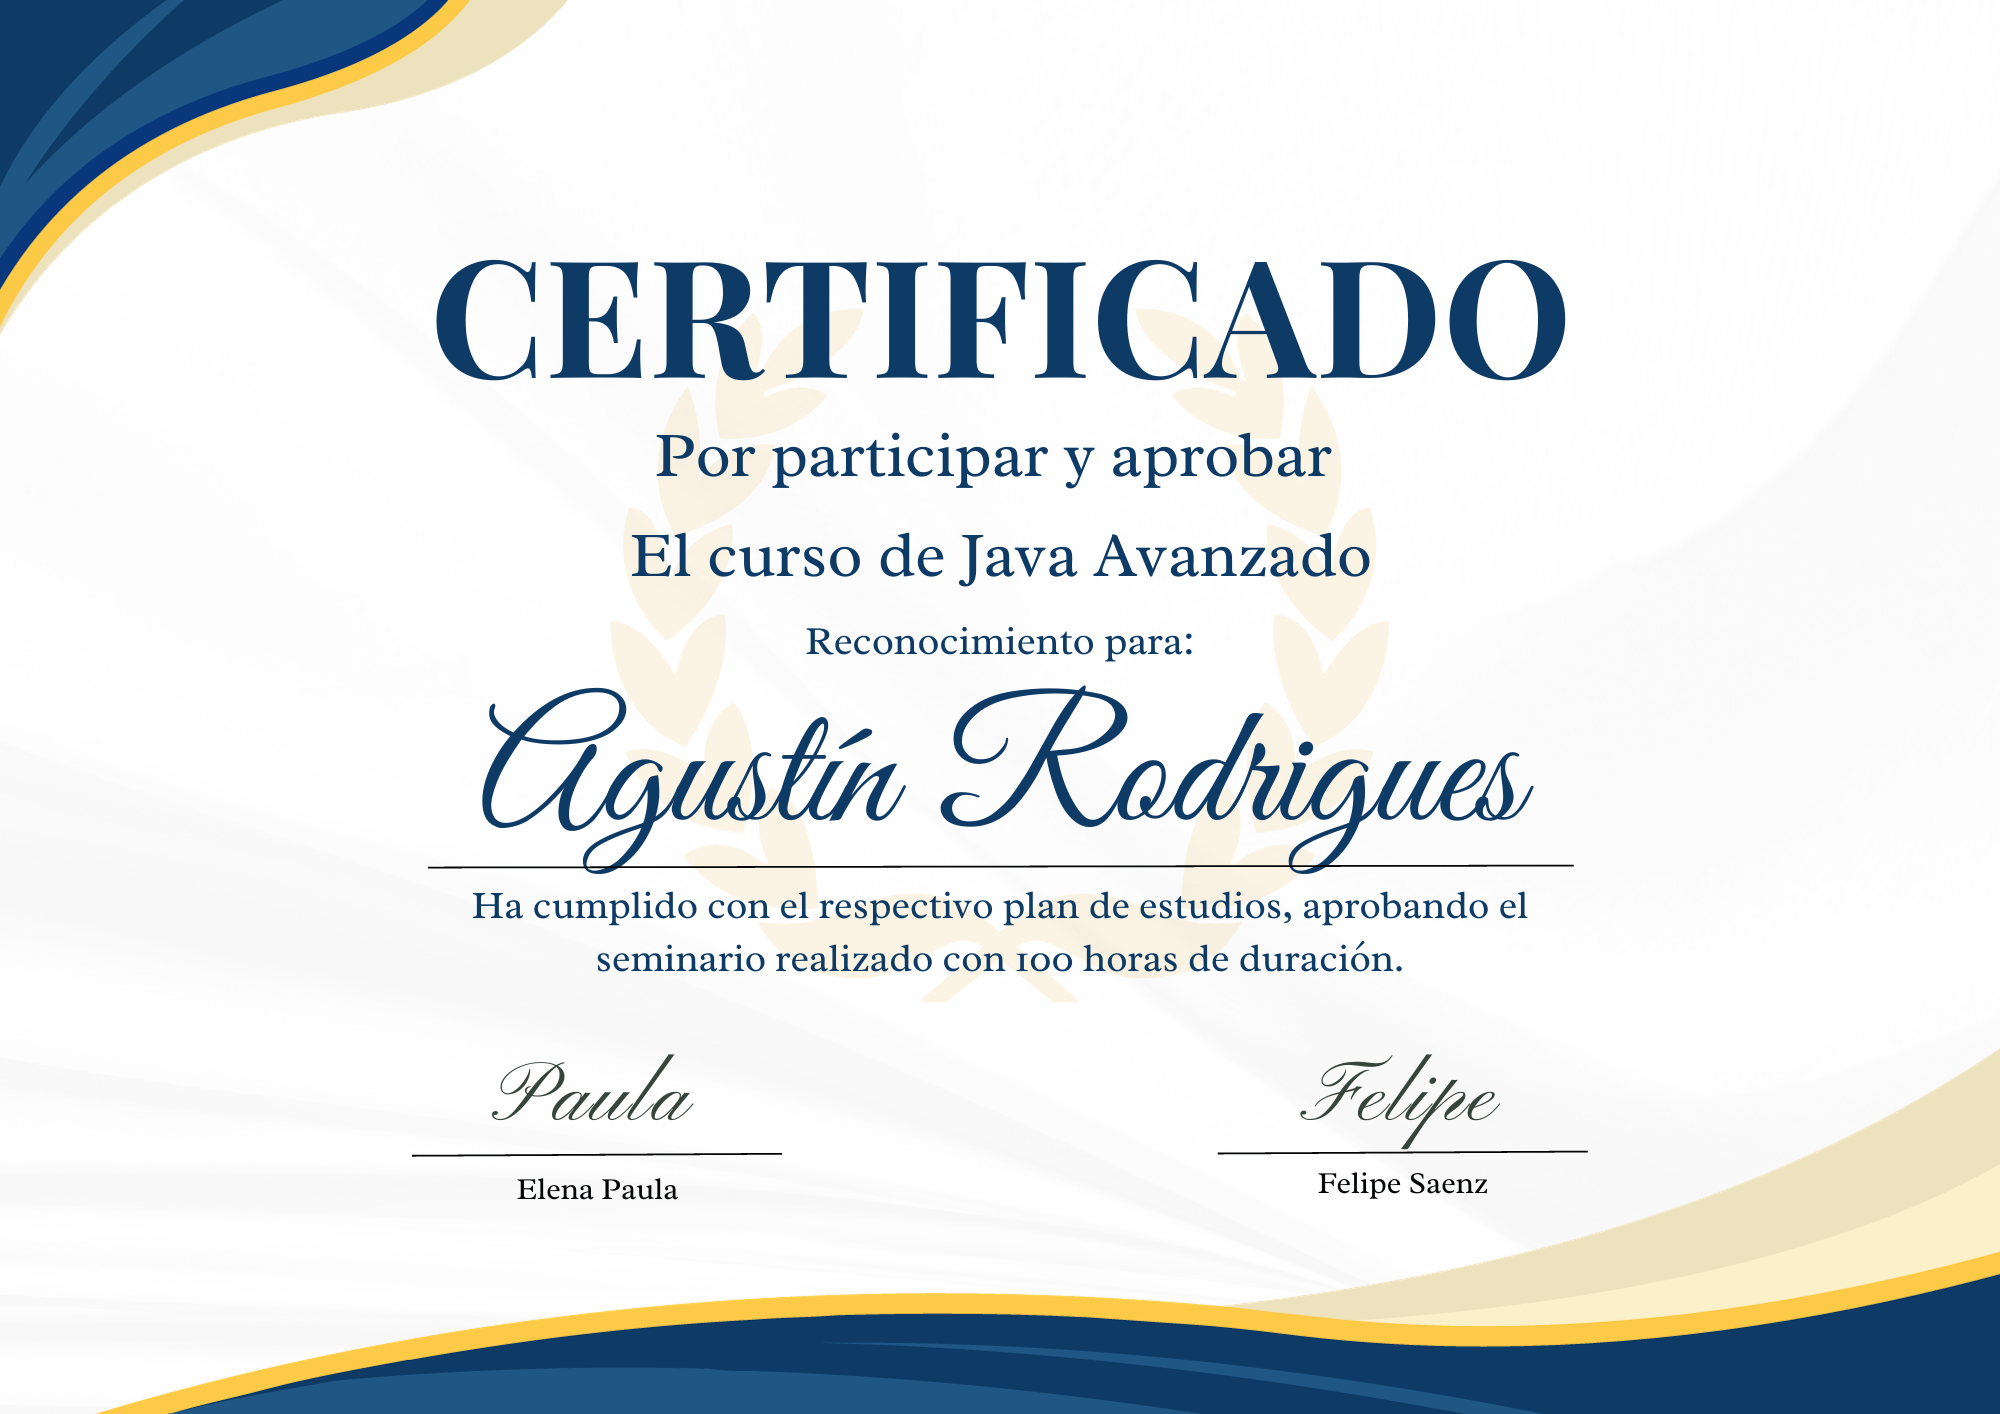 CERTIFICADO
Por participar y aprobar
El curso de Java Avanzado
Reconocimiento para:
Agustín Rodrigues
Ha cumplido con el respectivo plan de estudios, aprobando el
seminario realizado con 100 horas de duración.
Paula
Felipe
Elena Paula
Felipe Saenz